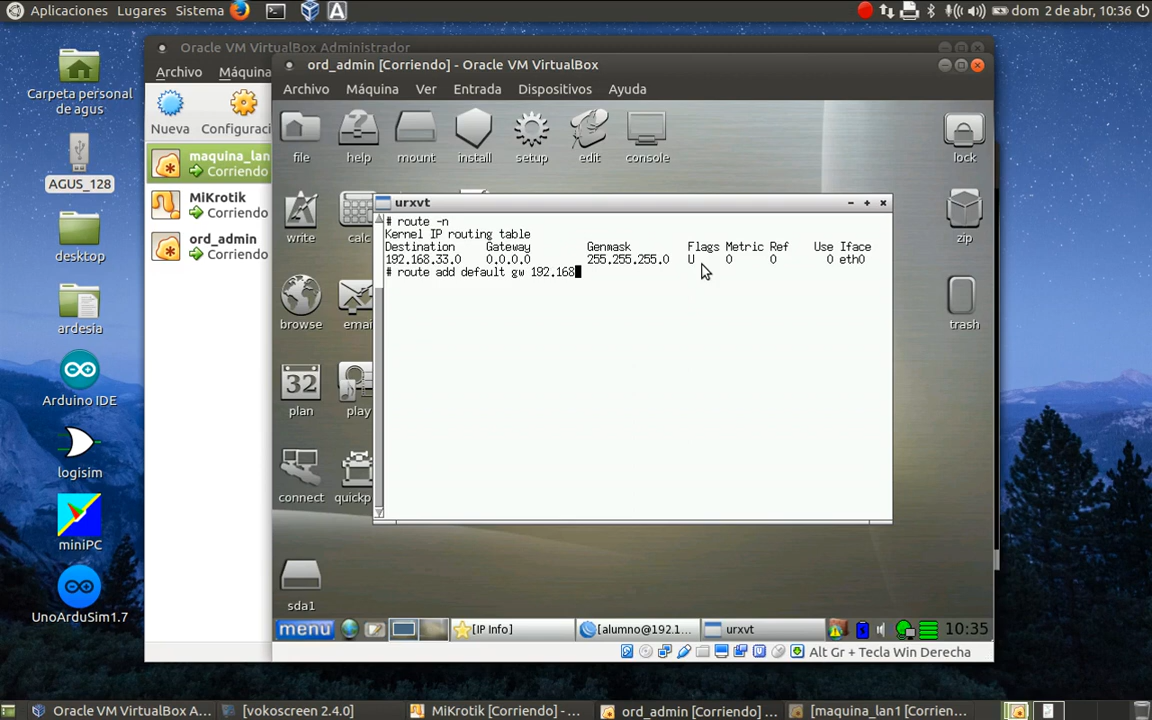 Aplicaciones Lugares Sistema
dom 2 de abr, 10:36
Carpeta personal
de agus
AGUS_128
desktop
ardesia
Arduino IDE
logisim
miniPC
UnoArduSim1.7
Oracle VM VirtualBox Administrador
Archivo Máquina
Nueva Configuraci
maquina_lan
Corriendo
MiKrotik
Corriendo
ord_admin
Corriendo
ord_admin [Corriendo] - Oracle VM VirtualBox
Archivo Máquina Ver Entrada Dispositivos Ayuda
file help mount install setup edit console lock
write calc zip
browse emai trash
31
plan play
connect quickp
sda1
urxvt
# route -n
Kernel IP routing table
Destination Gateway Genmask Flags Metric Ref Use Iface
192.168.33.0 0.0.0.0 255.255.255.0 U 0 0 0 eth0
# route add default gw 192.168
menu [IP Info] [alumno@192.1... urxvt 10:35
Alt Gr + Tecla Win Derecha
Oracle VM VirtualBox A... [vokoscreen 2.4.0] MiKrotik [Corriendo] - ... ord_admin [Corriendo] ... [maquina_lan1 [Corrien...